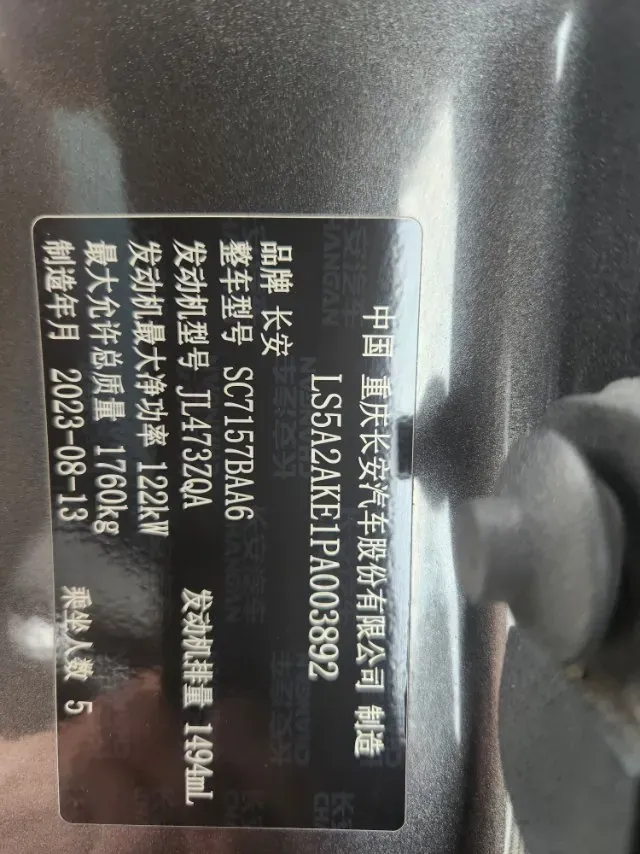 中国 重庆长安汽车股份有限公司 制造
LS5A2AKE1PA003892
品牌 长安
整车型号 SC7157BAA6
发动机型号 JL473ZQA 发动机排量 1494mL
发动机最大净功率 122kW
最大允许总质量 1760kg
制造年月 2023-08-13 乘坐人数 5